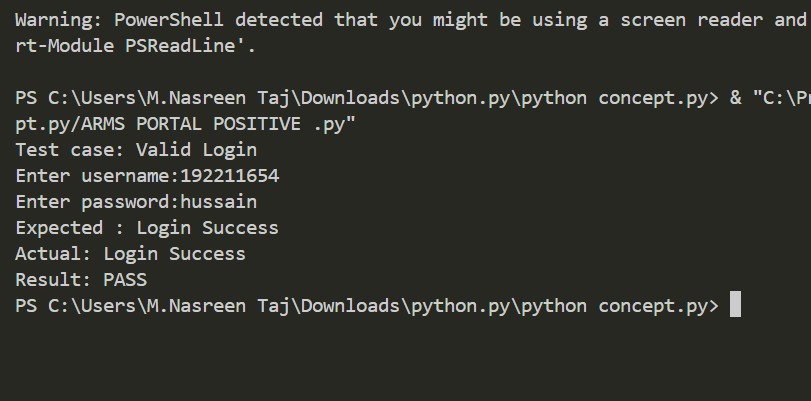 Warning: PowerShell detected that you might be using a screen reader and
rt-Module PSReadLine'.
PS C:\Users\M.Nasreen Taj\Downloads\python.py\python concept.py> & "C:\Pr
pt.py/ARMS PORTAL POSITIVE .py"
Test case: Valid Login
Enter username:192211654
Enter password:hussain
Expected : Login Success
Actual: Login Success
Result: PASS
PS C:\Users\M.Nasreen Taj\Downloads\python.py\python concept.py>